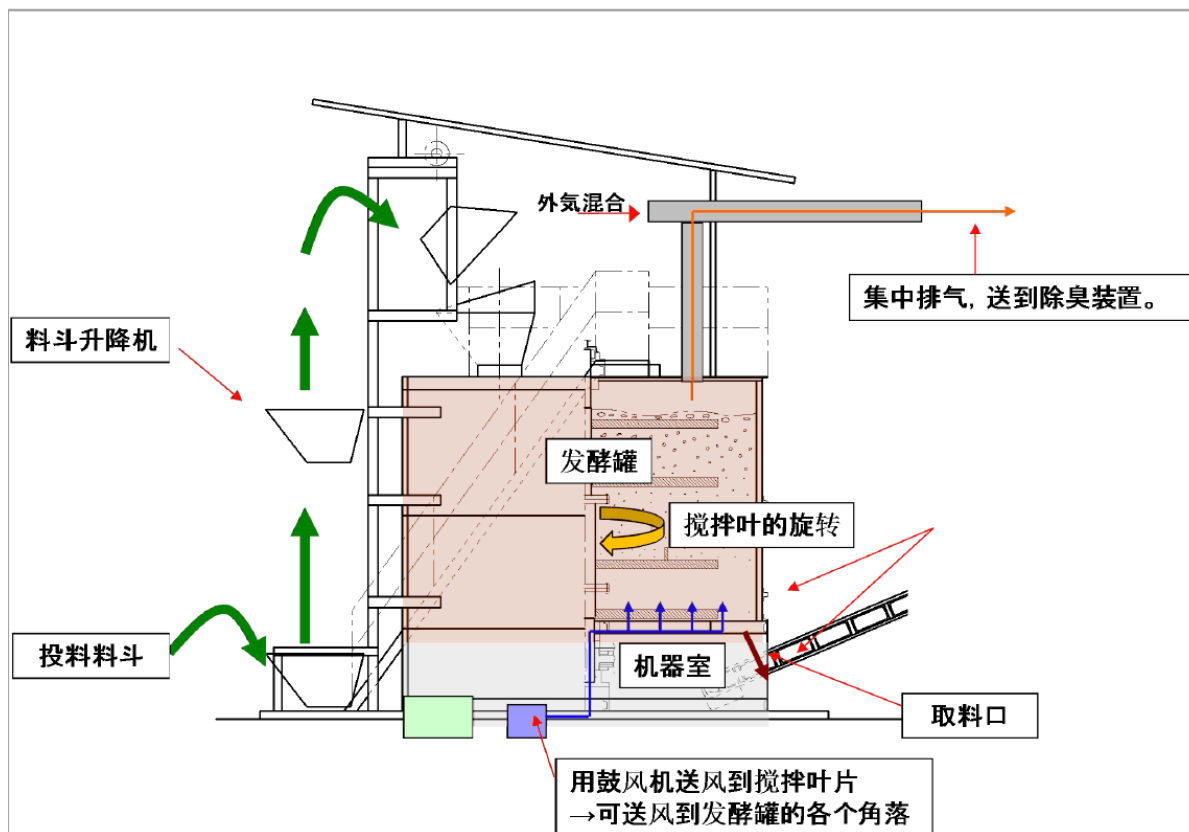 外気混合
集中排气, 送到除臭装置。
料斗升降机
发酵罐
搅拌叶的旋转
投料料斗
机器室
取料口
用鼓风机送风到搅拌叶片
→可送风到发酵罐的各个角落